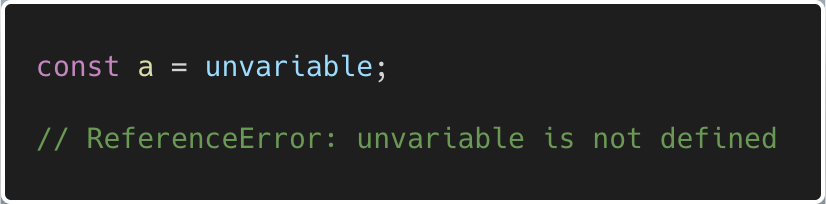 const a = unvariable;
// ReferenceError: unvariable is not defined